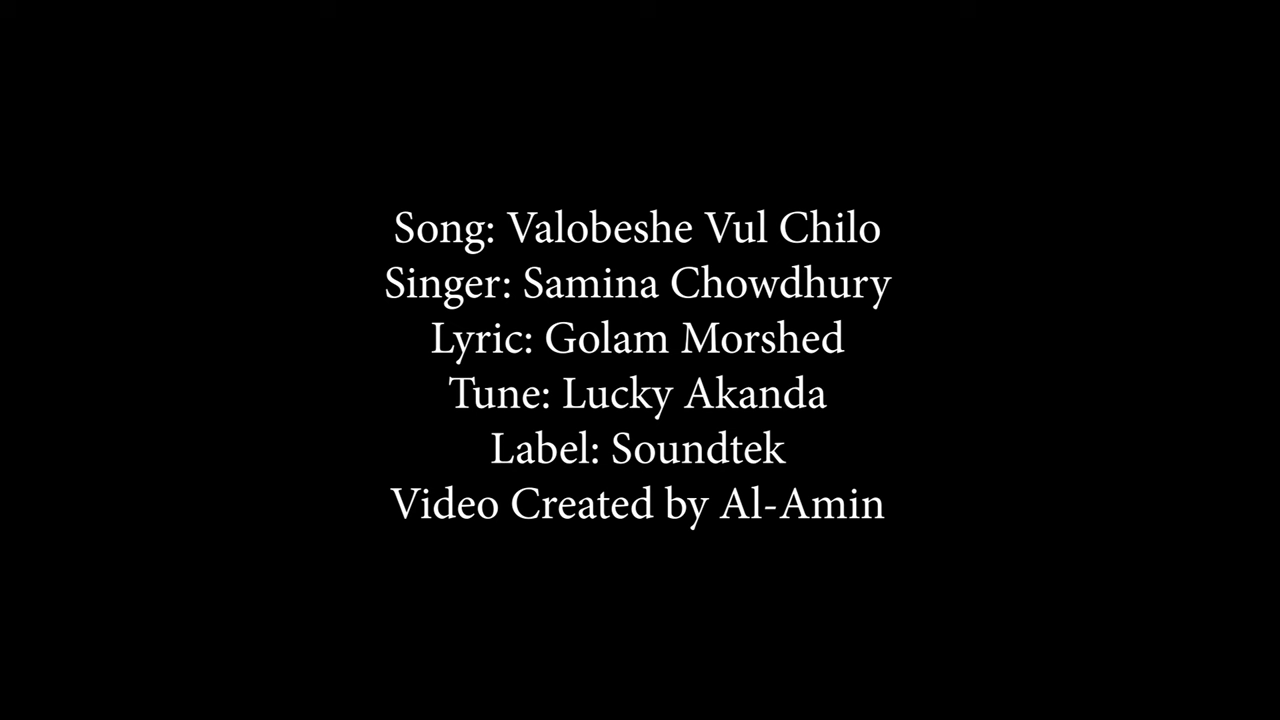 Song: Valobeshe Vul Chilo
Singer: Samina Chowdhury
Lyric: Golam Morshed
Tune: Lucky Akanda
Label: Soundtek
Video Created by Al-Amin